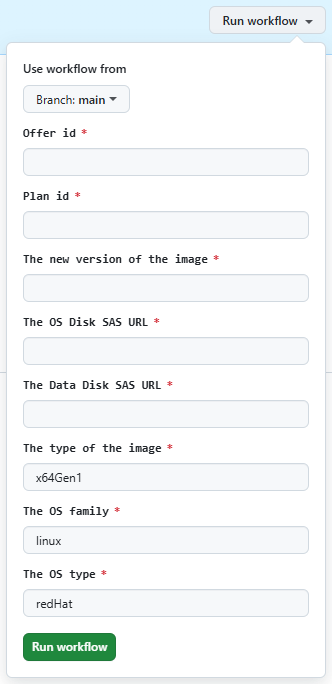 Run workflow
Use workflow from
Branch: main
Offer id *
Plan id *
The new version of the image *
The OS Disk SAS URL *
The Data Disk SAS URL *
The type of the image *
x64Gen1
The OS family *
linux
The OS type *
redHat
Run workflow